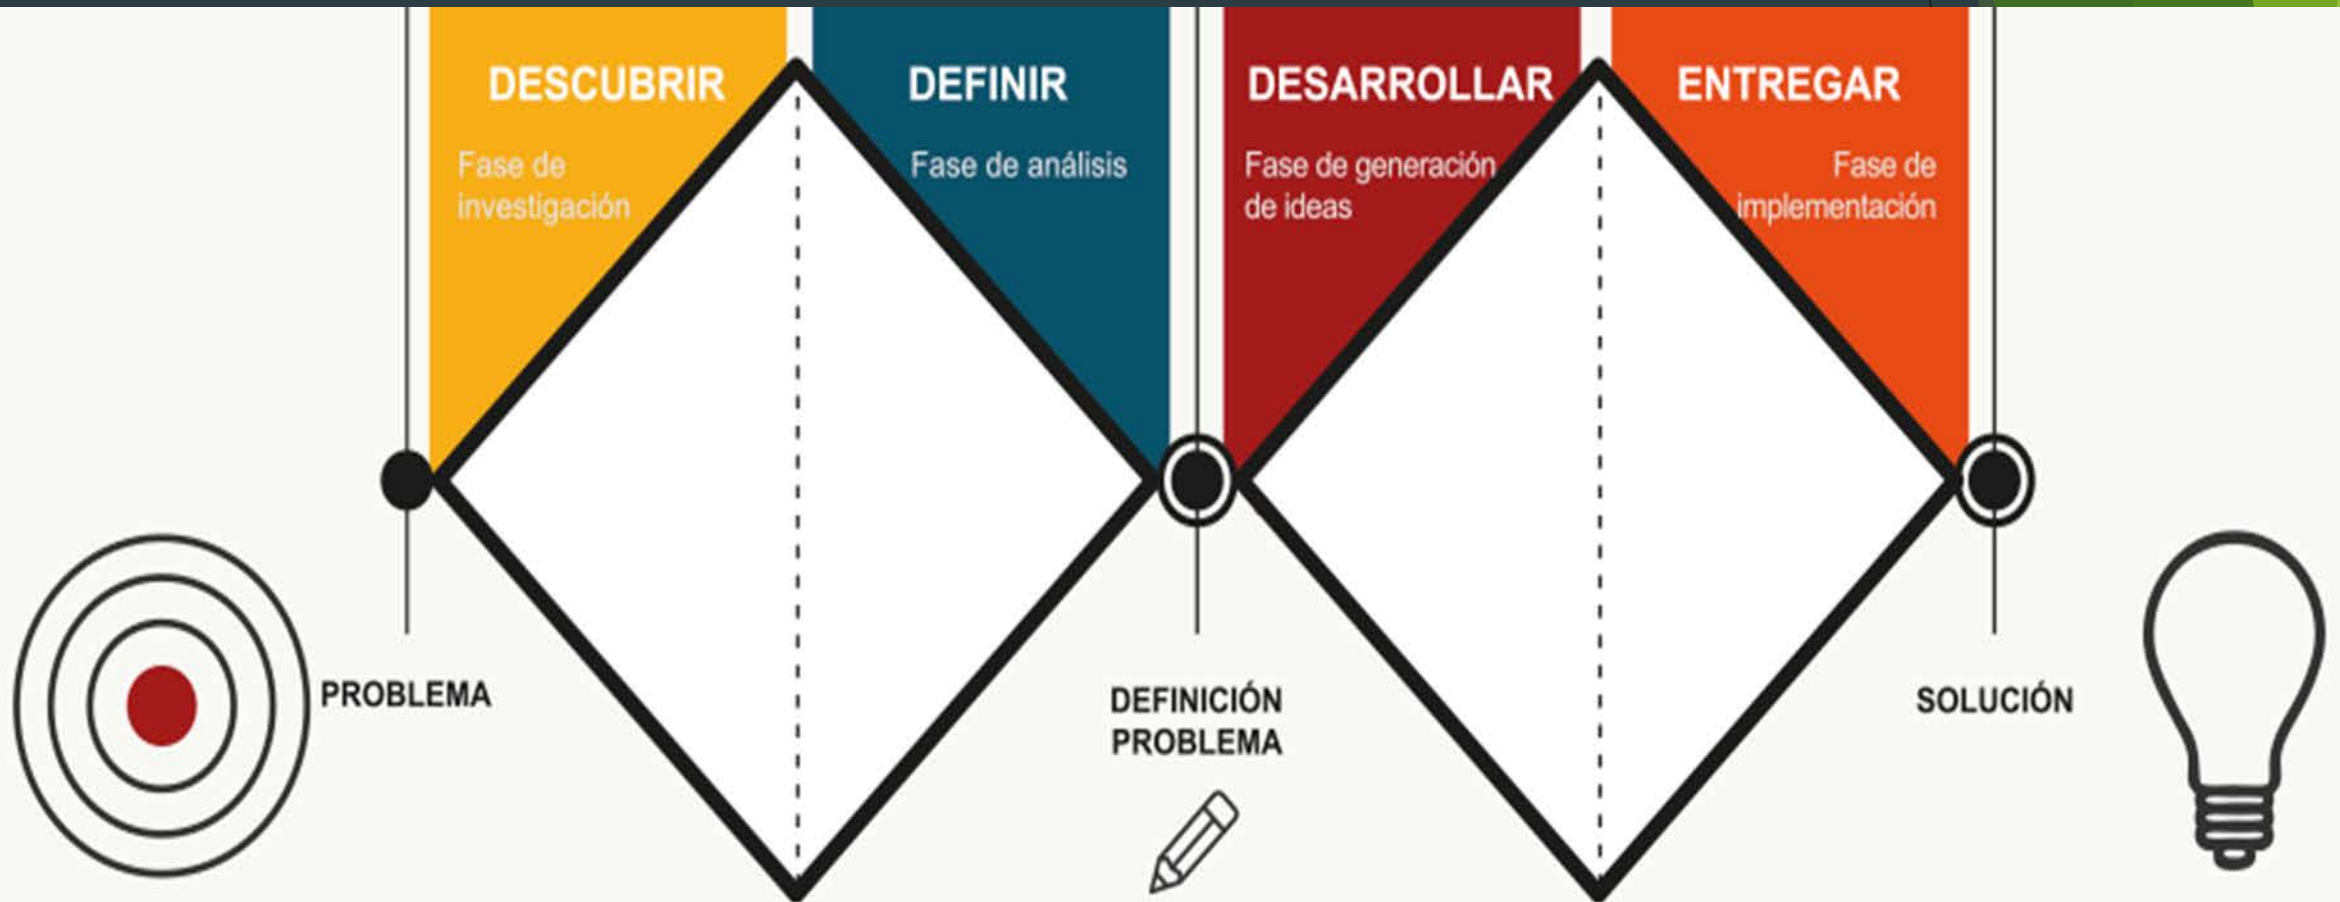 DESCUBRIR
Fase de
investigación
DEFINIR
Fase de análisis
DESARROLLAR
Fase de generación
de ideas
ENTREGAR
Fase de
implementación
PROBLEMA
DEFINICIÓN
PROBLEMA
SOLUCIÓN